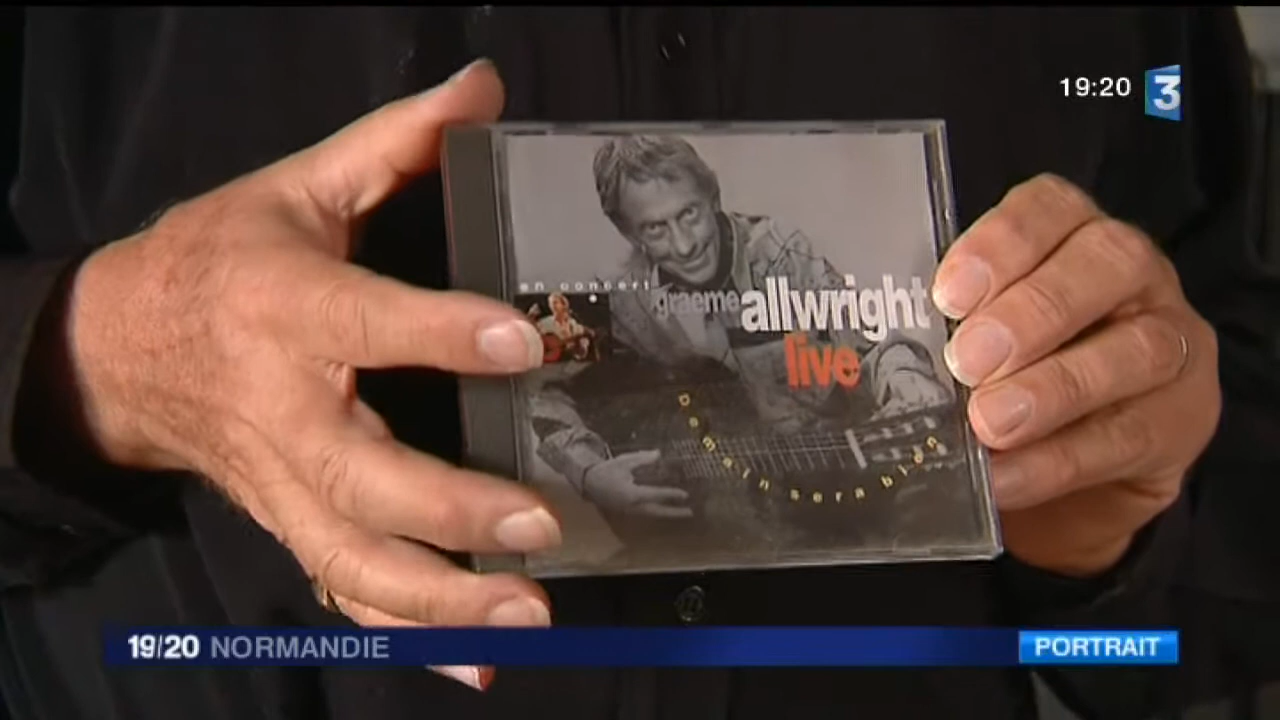 19:20 3
en concert
graeme allwright
live
Demain sera bien
19/20 NORMANDIE
PORTRAIT